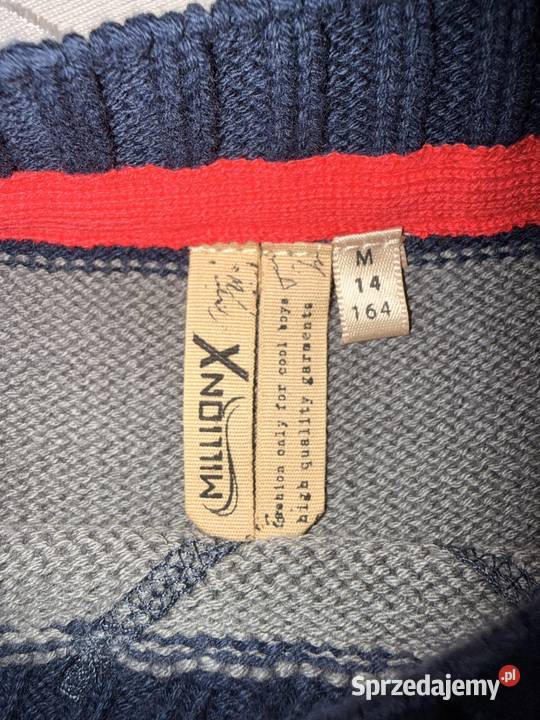 M
14
164
MILLIONX
fashion only for cool boys
high quality garments
Sprzedajemy.pl